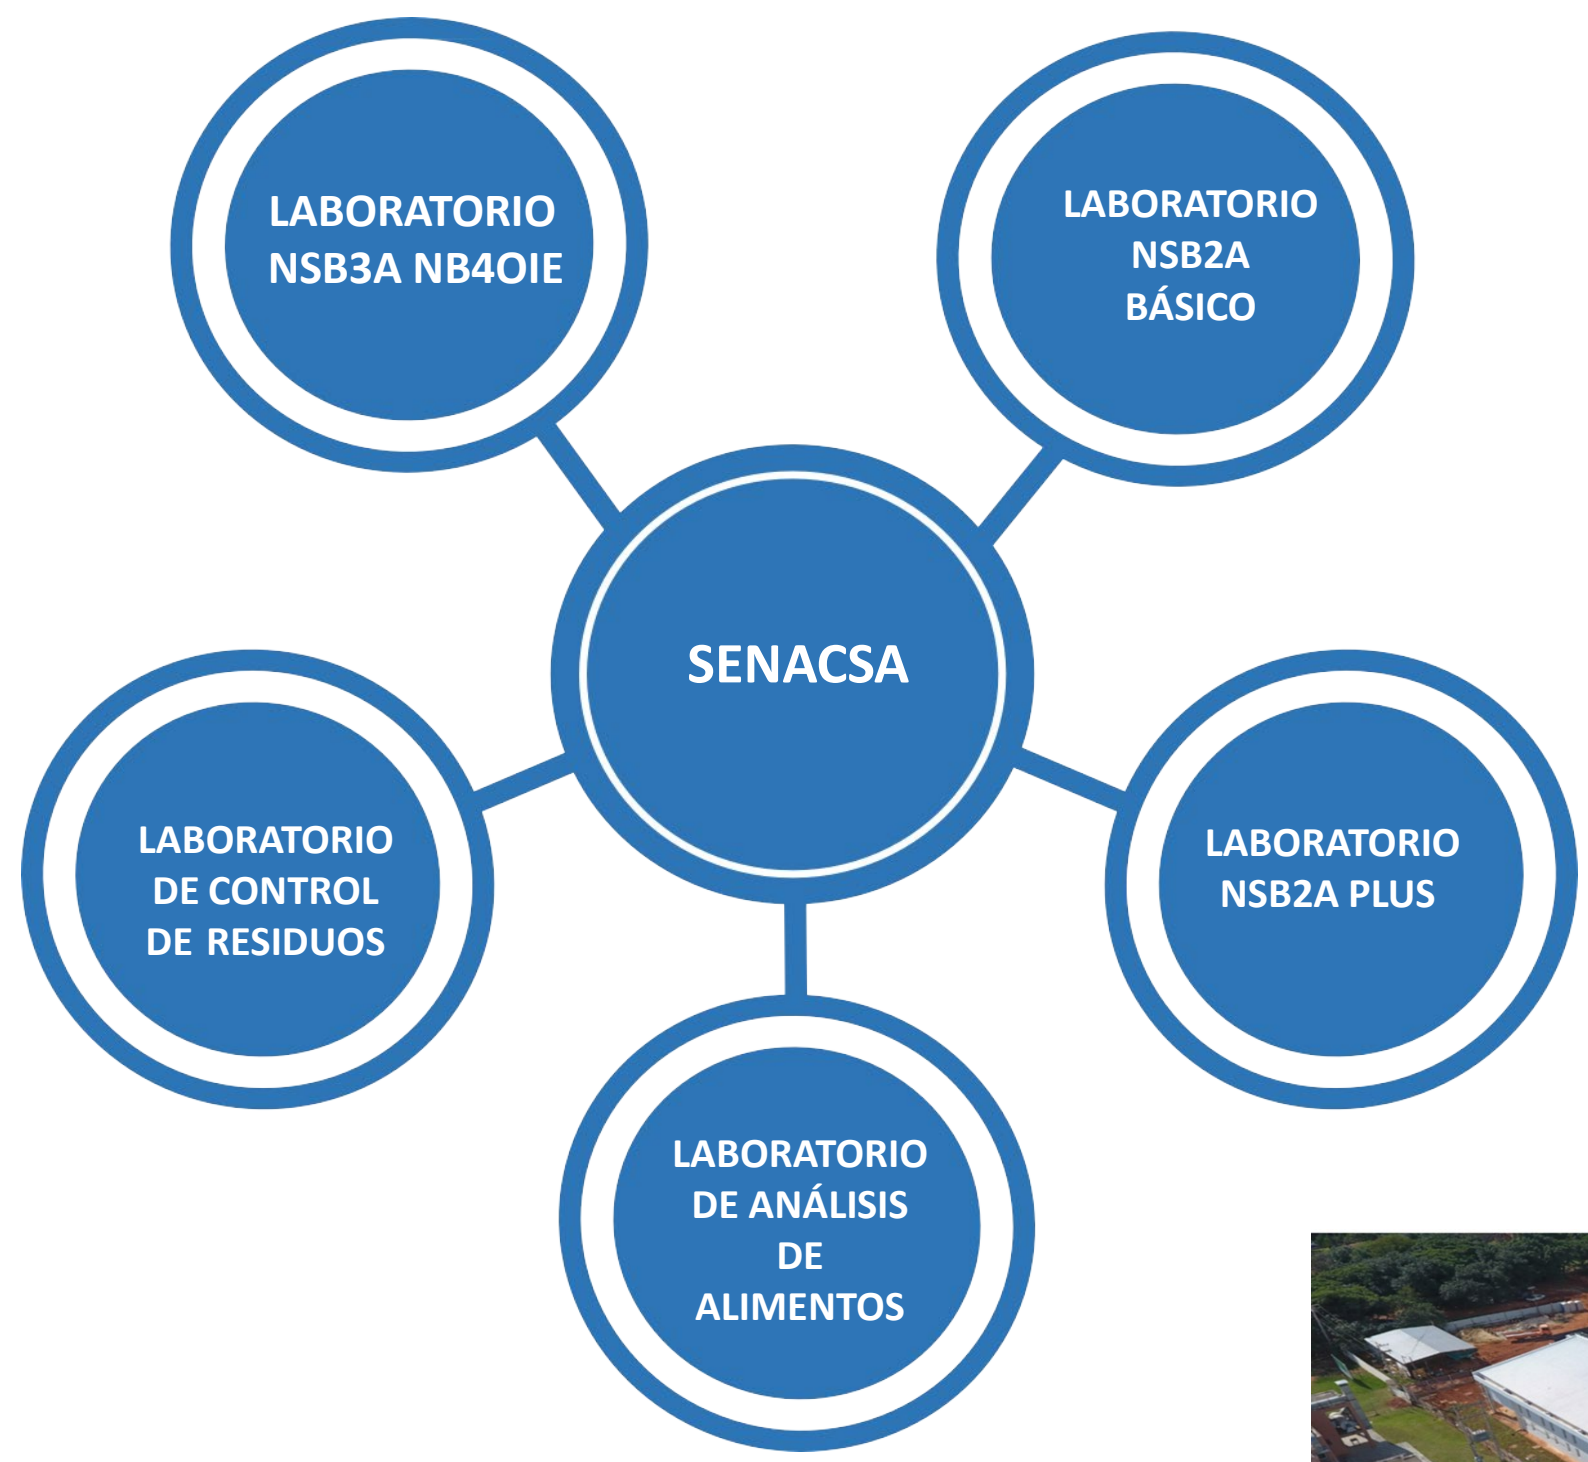 LABORATORIO
NSB3A NB4OIE
LABORATORIO
NSB2A
BÁSICO
SENACSA
LABORATORIO
DE CONTROL
DE RESIDUOS
LABORATORIO
NSB2A PLUS
LABORATORIO
DE ANÁLISIS
DE
ALIMENTOS